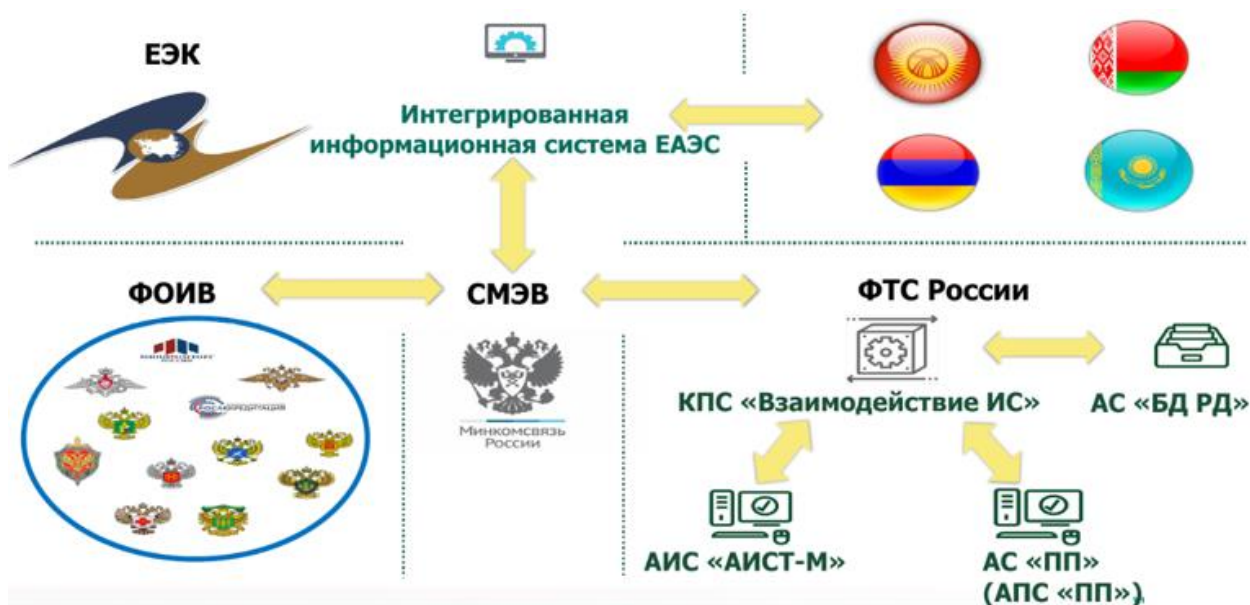 ЕЭК
Интегрированная
информационная система ЕАЭС
ФОИВ
СМЭВ
ФТС России
РОСАККРЕДИТАЦИЯ
Минкомсвязь
России
КПС «Взаимодействие ИС»
АС «БД РД»
АИС «АИСТ-М»
АС «ПП»
(АПС «ПП»)